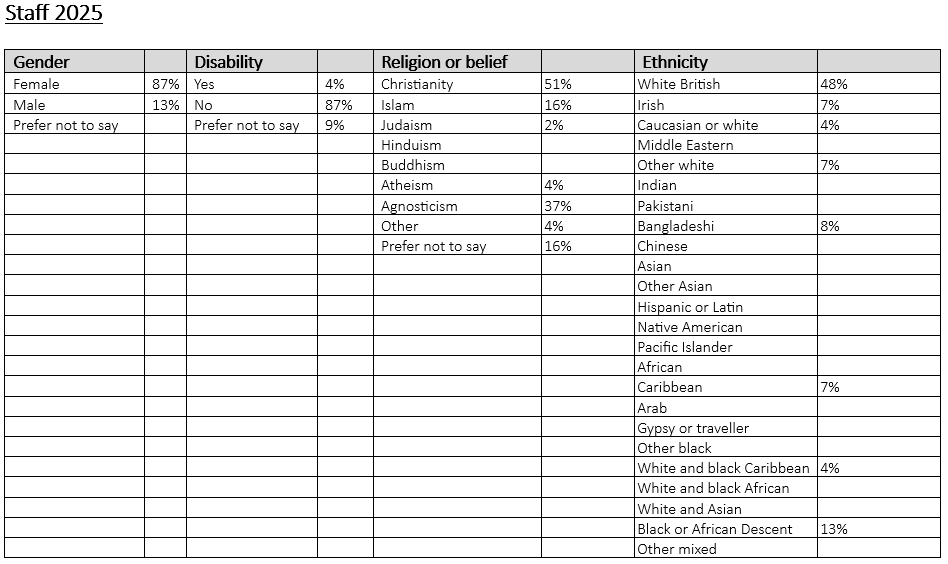 Staff 2025
Gender Disability Religion or belief Ethnicity
Female 87% Yes 4% Christianity 51% White British 48%
Male 13% No 87% Islam 16% Irish 7%
Prefer not to say Prefer not to say 9% Judaism 2% Caucasian or white 4%
Hinduism Middle Eastern
Buddhism Other white 7%
Atheism 4% Indian
Agnosticism 37% Pakistani
Other 4% Bangladeshi 8%
Prefer not to say 16% Chinese
Asian
Other Asian
Hispanic or Latin
Native American
Pacific Islander
African
Caribbean 7%
Arab
Gypsy or traveller
Other black
White and black Caribbean 4%
White and black African
White and Asian
Black or African Descent 13%
Other mixed